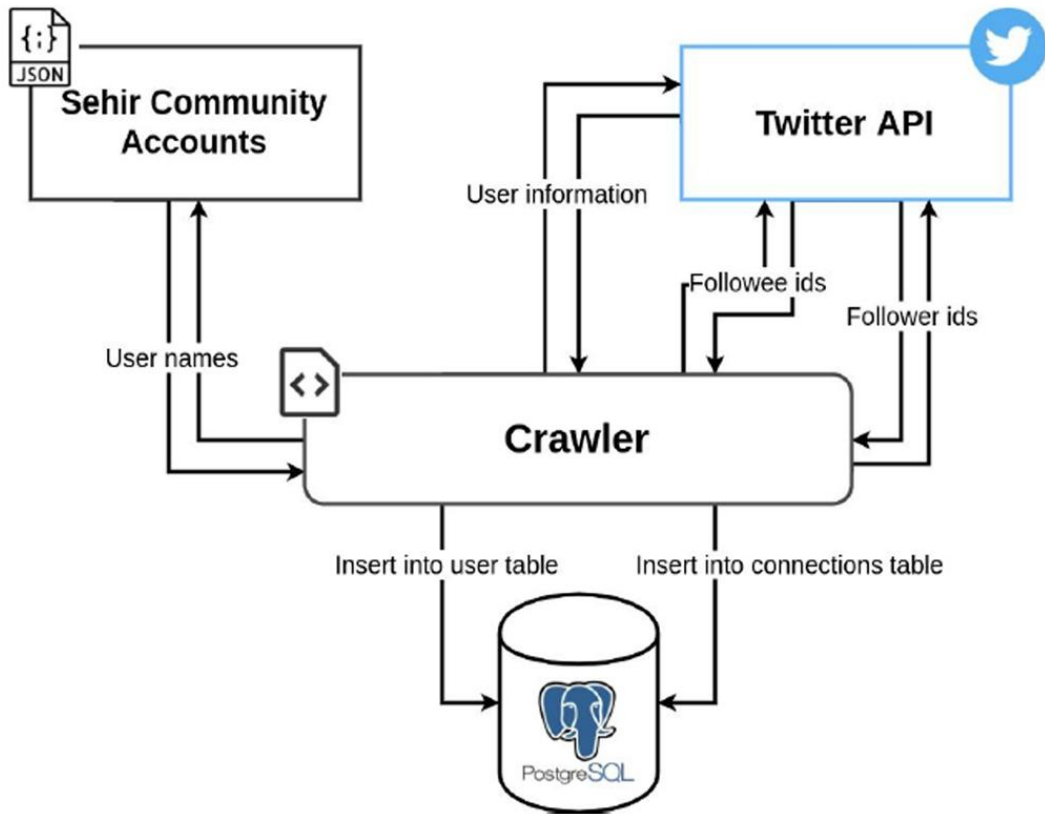 {;}
JSON
Sehir Community
Accounts
Twitter API
User information
Followee ids
Follower ids
User names
< >
Crawler
Insert into user table
Insert into connections table
PostgreSQL